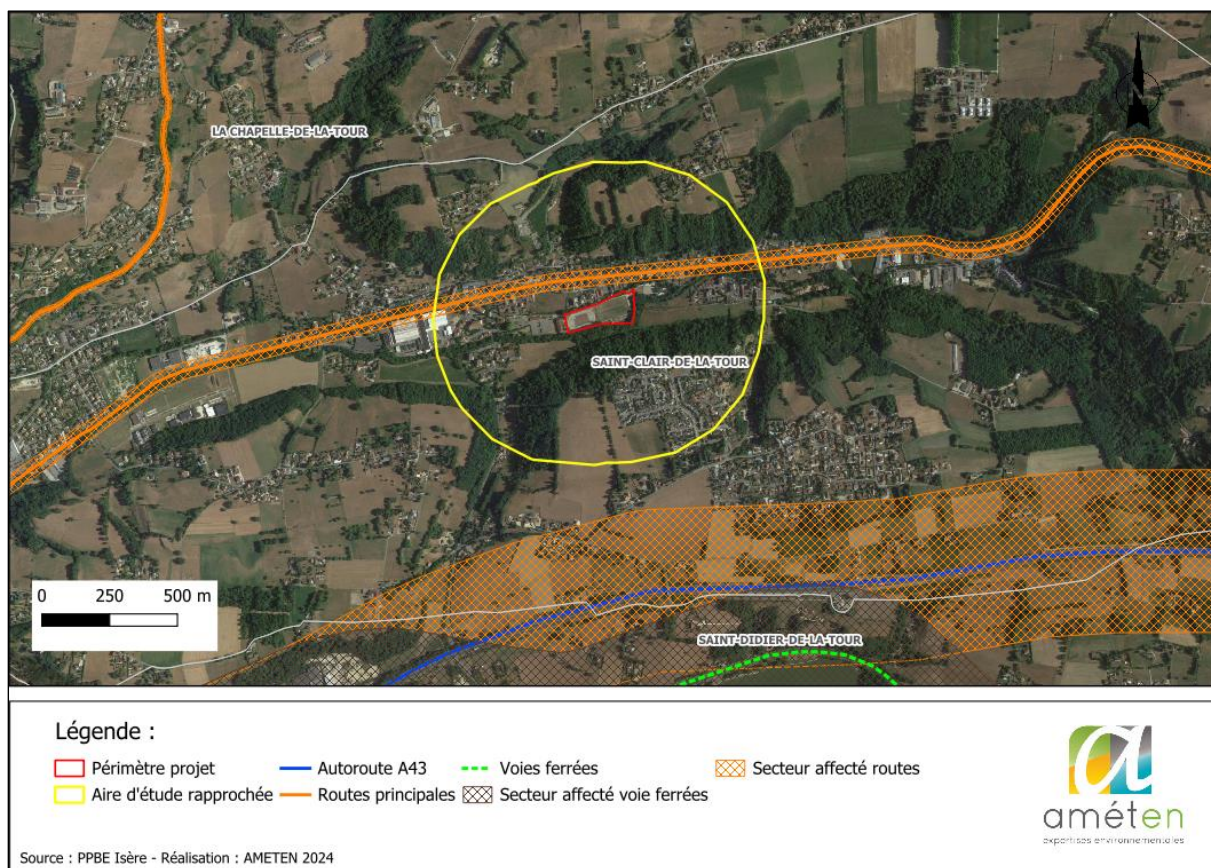 LA CHAPELLE-DE-LA-TOUR
N
SAINT-CLAIR-DE-LA-TOUR
0 250 500 m
SAINT-DIDIER-DE-LA-TOUR
Légende :
Périmètre projet
Autoroute A43
Voies ferrées
Secteur affecté routes
Aire d'étude rapprochée
Routes principales
Secteur affecté voie ferrées
améten
expertises environnementales
Source : PPBE Isère - Réalisation : AMETEN 2024